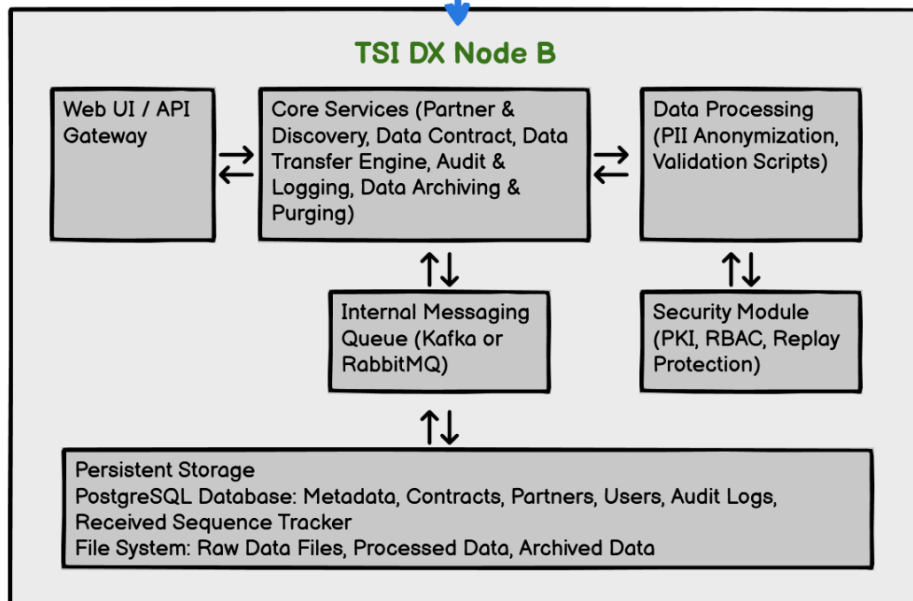 TSI DX Node B
Web UI / API
Gateway
Core Services (Partner &
Discovery, Data Contract, Data
Transfer Engine, Audit &
Logging, Data Archiving &
Purging)
Data Processing
(PII Anonymization,
Validation Scripts)
Internal Messaging
Queue (Kafka or
RabbitMQ)
Security Module
(PKI, RBAC, Replay
Protection)
Persistent Storage
PostgreSQL Database: Metadata, Contracts, Partners, Users, Audit Logs,
Received Sequence Tracker
File System: Raw Data Files, Processed Data, Archived Data